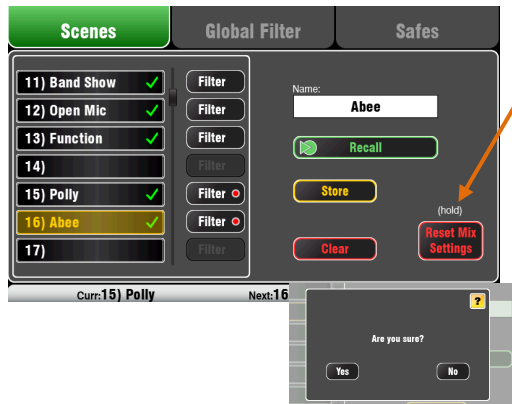 Scenes
Global Filter
Safes
11) Band Show
Filter
12) Open Mic
Filter
13) Function
Filter
14)
Filter
15) Polly
Filter
16) Abee
Filter
17)
Filter
Name:
Abee
Recall
Store
(hold)
Reset Mix
Settings
Clear
Curr:15) Polly
Next:16
?
Are you sure?
Yes
No